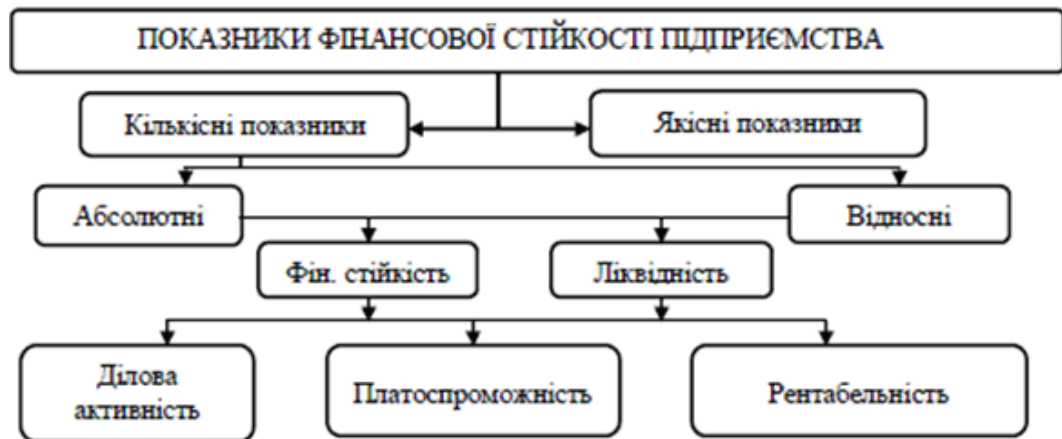 ПОКАЗНИКИ ФІНАНСОВОЇ СТІЙКОСТІ ПІДПРИЄМСТВА
Кількісні показники
Якісні показники
Абсолютні
Відносні
Фін. стійкість
Ліквідність
Ділова
активність
Платоспроможність
Рентабельність